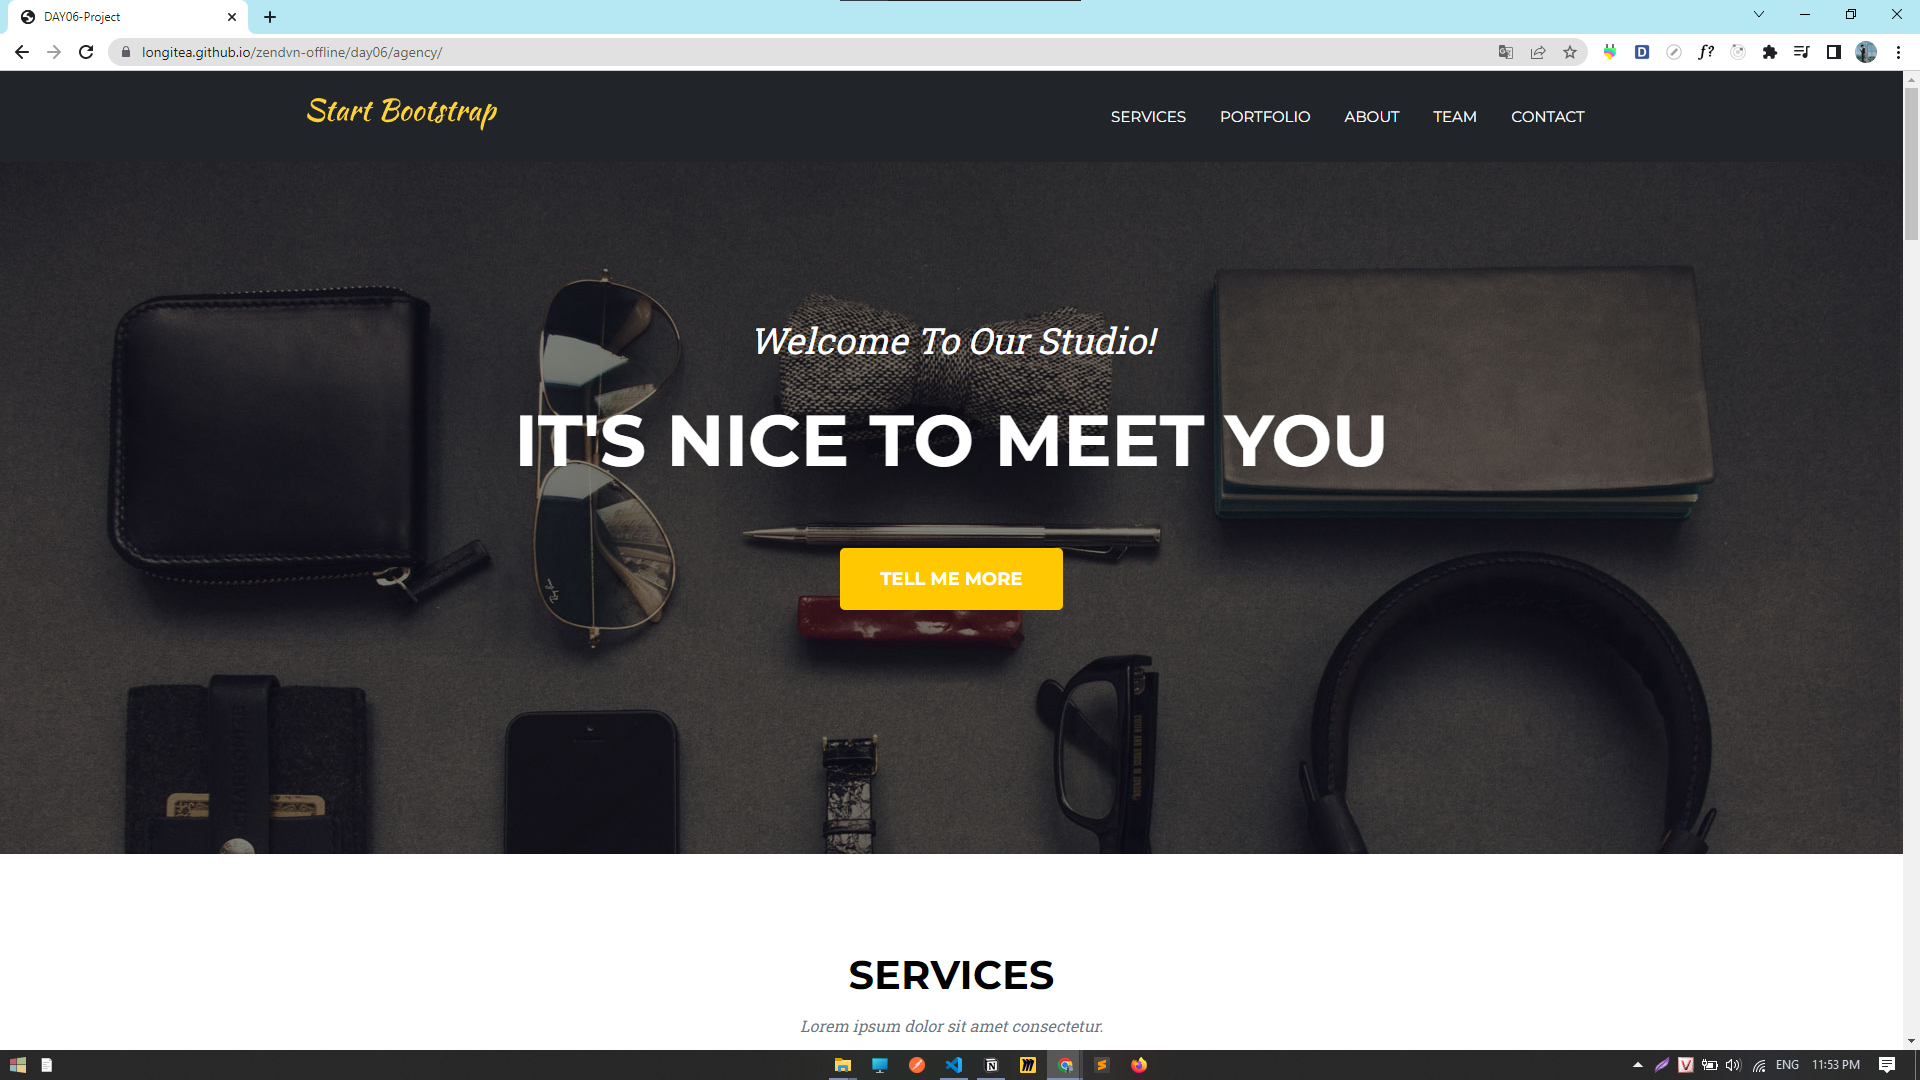 DAY06-Project
longitea.github.io/zendvn-offline/day06/agency/
Start Bootstrap
SERVICES
PORTFOLIO
ABOUT
TEAM
CONTACT
Welcome To Our Studio!
IT'S NICE TO MEET YOU
Ray Ban
TELL ME MORE
SERVICES
Lorem ipsum dolor sit amet consectetur.
ENG
11:53 PM